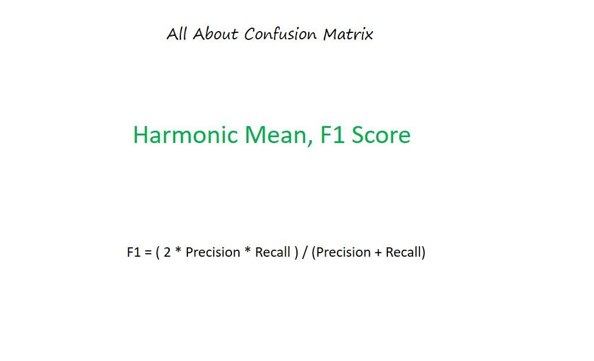 All About Confusion Matrix
Harmonic Mean, F1 Score
F1 = ( 2 * Precision * Recall ) / (Precision + Recall)